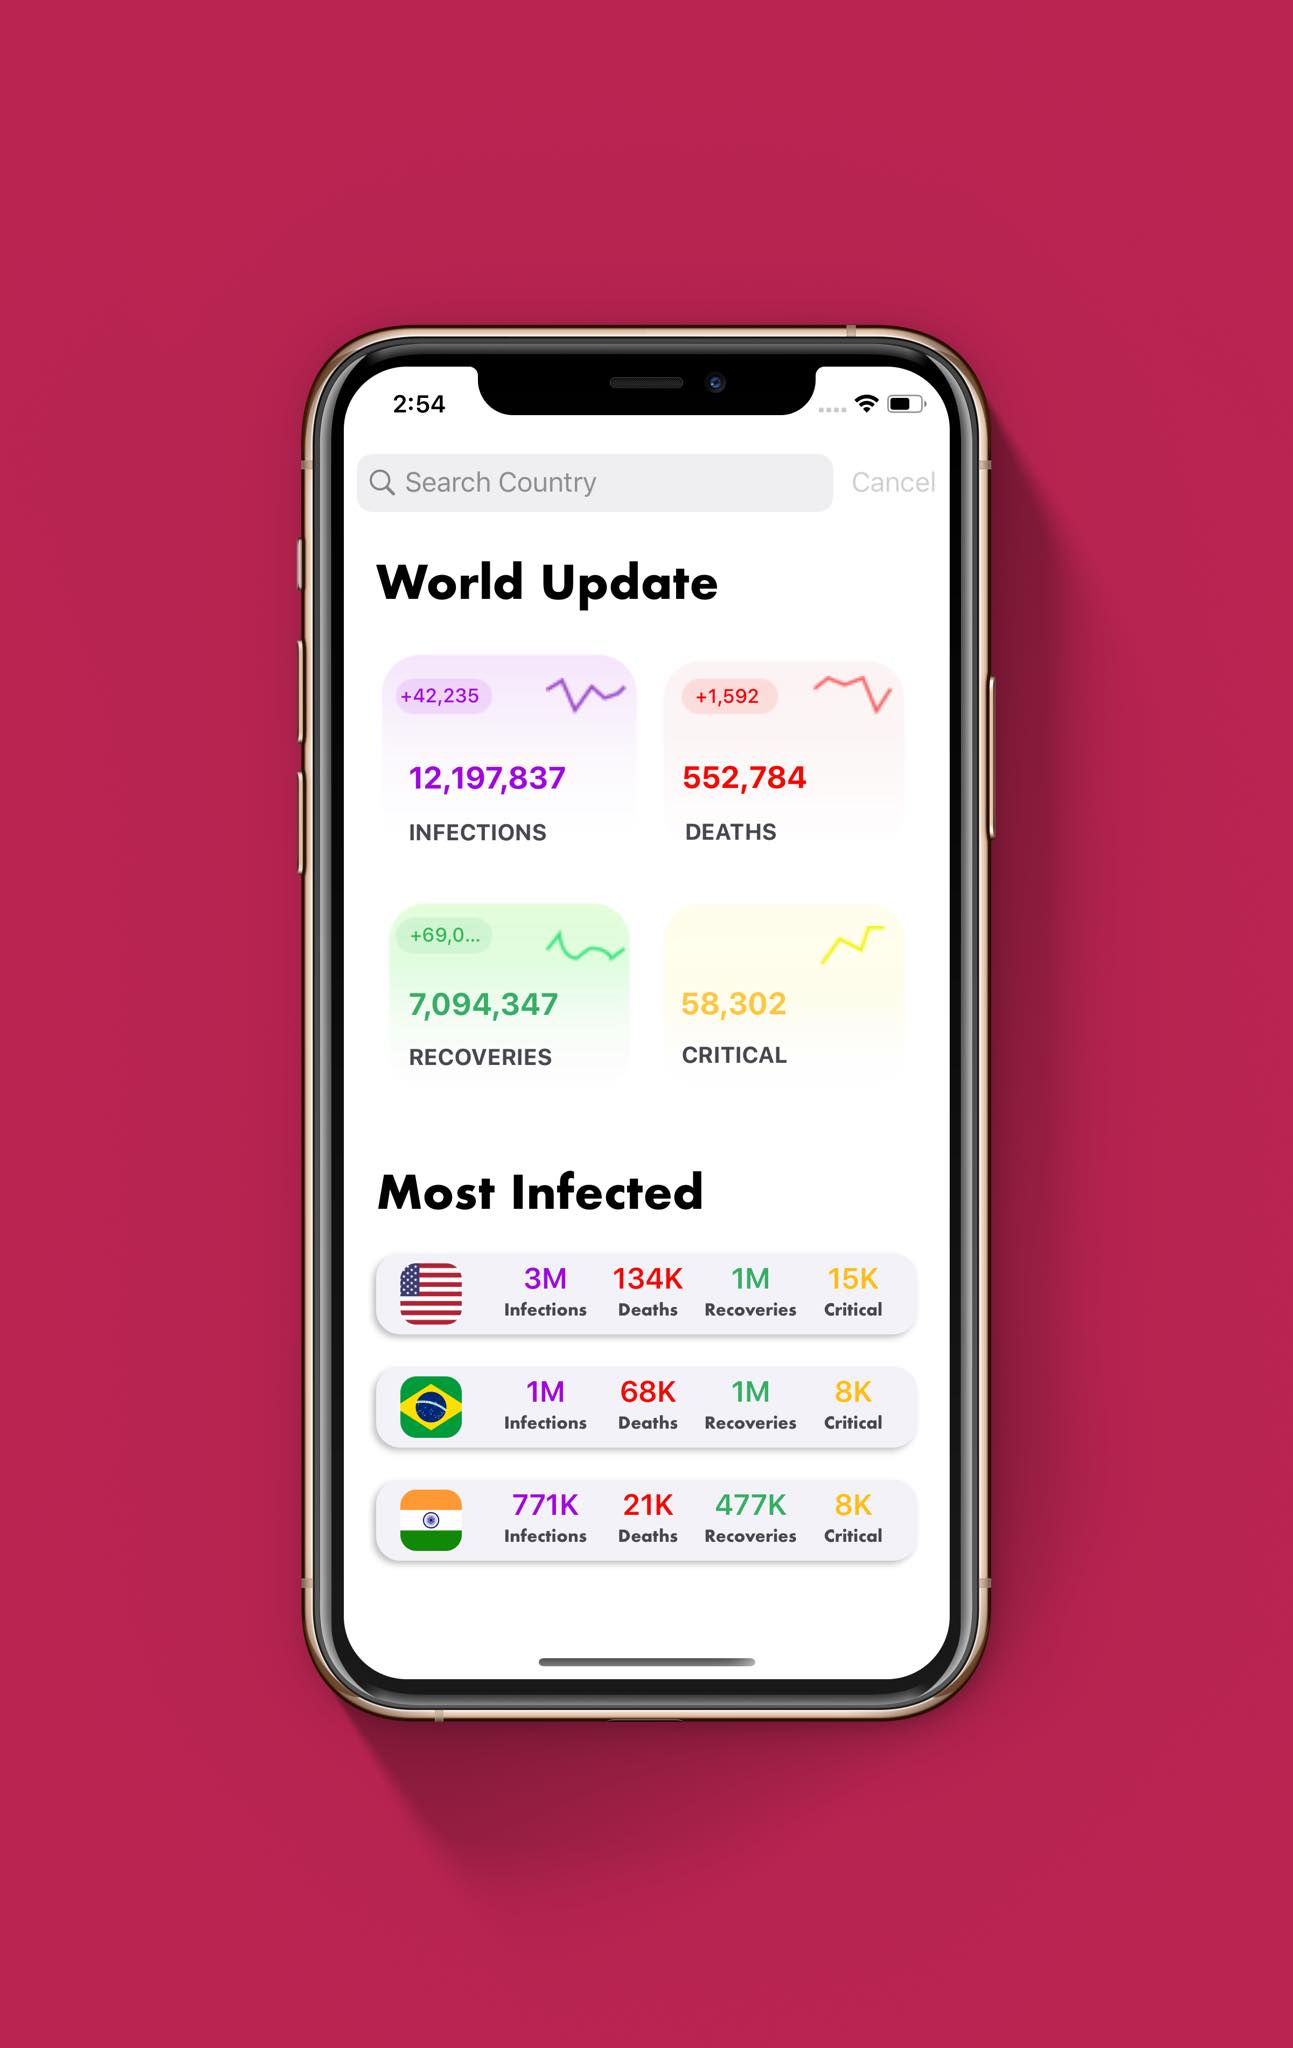 2:54
Search Country
Cancel
World Update
+42,235
12,197,837
INFECTIONS
+1,592
552,784
DEATHS
+69,0...
7,094,347
RECOVERIES
58,302
CRITICAL
Most Infected
3M 134K 1M 15K
Infections Deaths Recoveries Critical
1M 68K 1M 8K
Infections Deaths Recoveries Critical
771K 21K 477K 8K
Infections Deaths Recoveries Critical